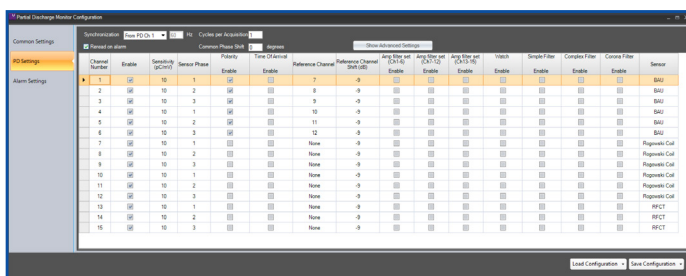 Partial Discharge Monitor Configuration
Common Settings
PD Settings
Alarm Settings
Synchronization From PD Ch 1 60 Hz Cycles per Acquisition 1
Reread on alarm Common Phase Shift 0 degrees Show Advanced Settings
Channel Number Enable Sensitivity (pC/mV) Sensor Phase Polarity Enable Time Of Arrival Enable Reference Channel Reference Channel Shift (dB) Amp filter set (Ch1-6) Enable Amp filter set (Ch7-12) Enable Amp filter set (Ch13-15) Enable Watch Enable Simple Filter Enable Complex Filter Enable Corona Filter Enable Sensor
1 10 1 7 -9 BAU
2 10 2 8 -9 BAU
3 10 3 9 -9 BAU
4 10 1 10 -9 BAU
5 10 2 11 -9 BAU
6 10 3 12 -9 BAU
7 10 1 None -9 Rogowski Coil
8 10 2 None -9 Rogowski Coil
9 10 3 None -9 Rogowski Coil
10 10 1 None -9 Rogowski Coil
11 10 2 None -9 Rogowski Coil
12 10 3 None -9 Rogowski Coil
13 10 1 None -9 RFCT
14 10 2 None -9 RFCT
15 10 3 None -9 RFCT
Load Configuration Save Configuration